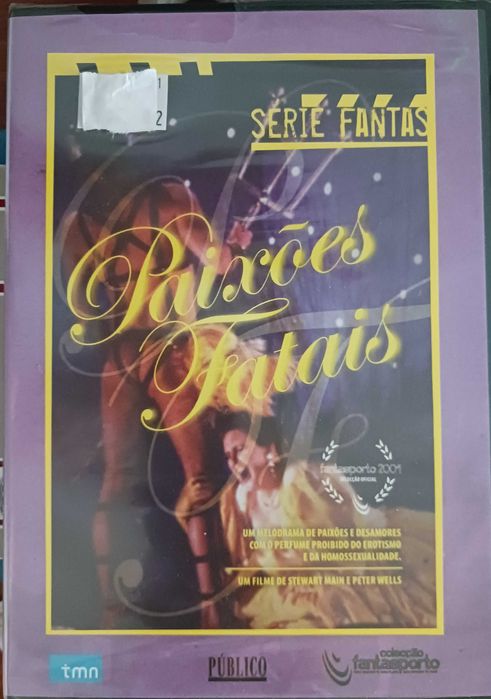 1
2
SERIE FANTAS
Paixões
Fatais
fantasporto 2001
SELECÇÃO OFICIAL
UM MELODRAMA DE PAIXÕES E DESAMORES
COM O PERFUME PROIBIDO DO EROTISMO
E DA HOMOSSEXUALIDADE.
UM FILME DE STEWART MAIN E PETER WELLS
tmn
PÚBLICO
colecção
fantasporto